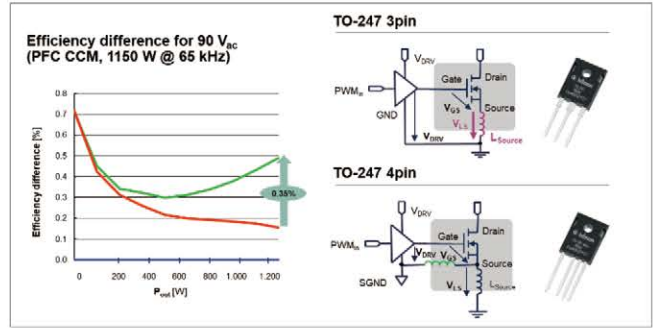 Efficiency difference for 90 Vac
(PFC CCM, 1150 W @ 65 kHz)
Efficiency difference [%]
0.8
0.7
0.6
0.5
0.4
0.3
0.2
0.1
0.0
0
200
400
600
800
1.000
1.200
Pout [W]
0.35%
TO-247 3pin
VDRV
PWMin
GND
Gate
Drain
VGS
Source
VLS
LSource
VDRV
TO-247 4pin
VDRV
PWMin
SGND
Gate
Drain
VDRV
VGS
Source
VLS
LSource